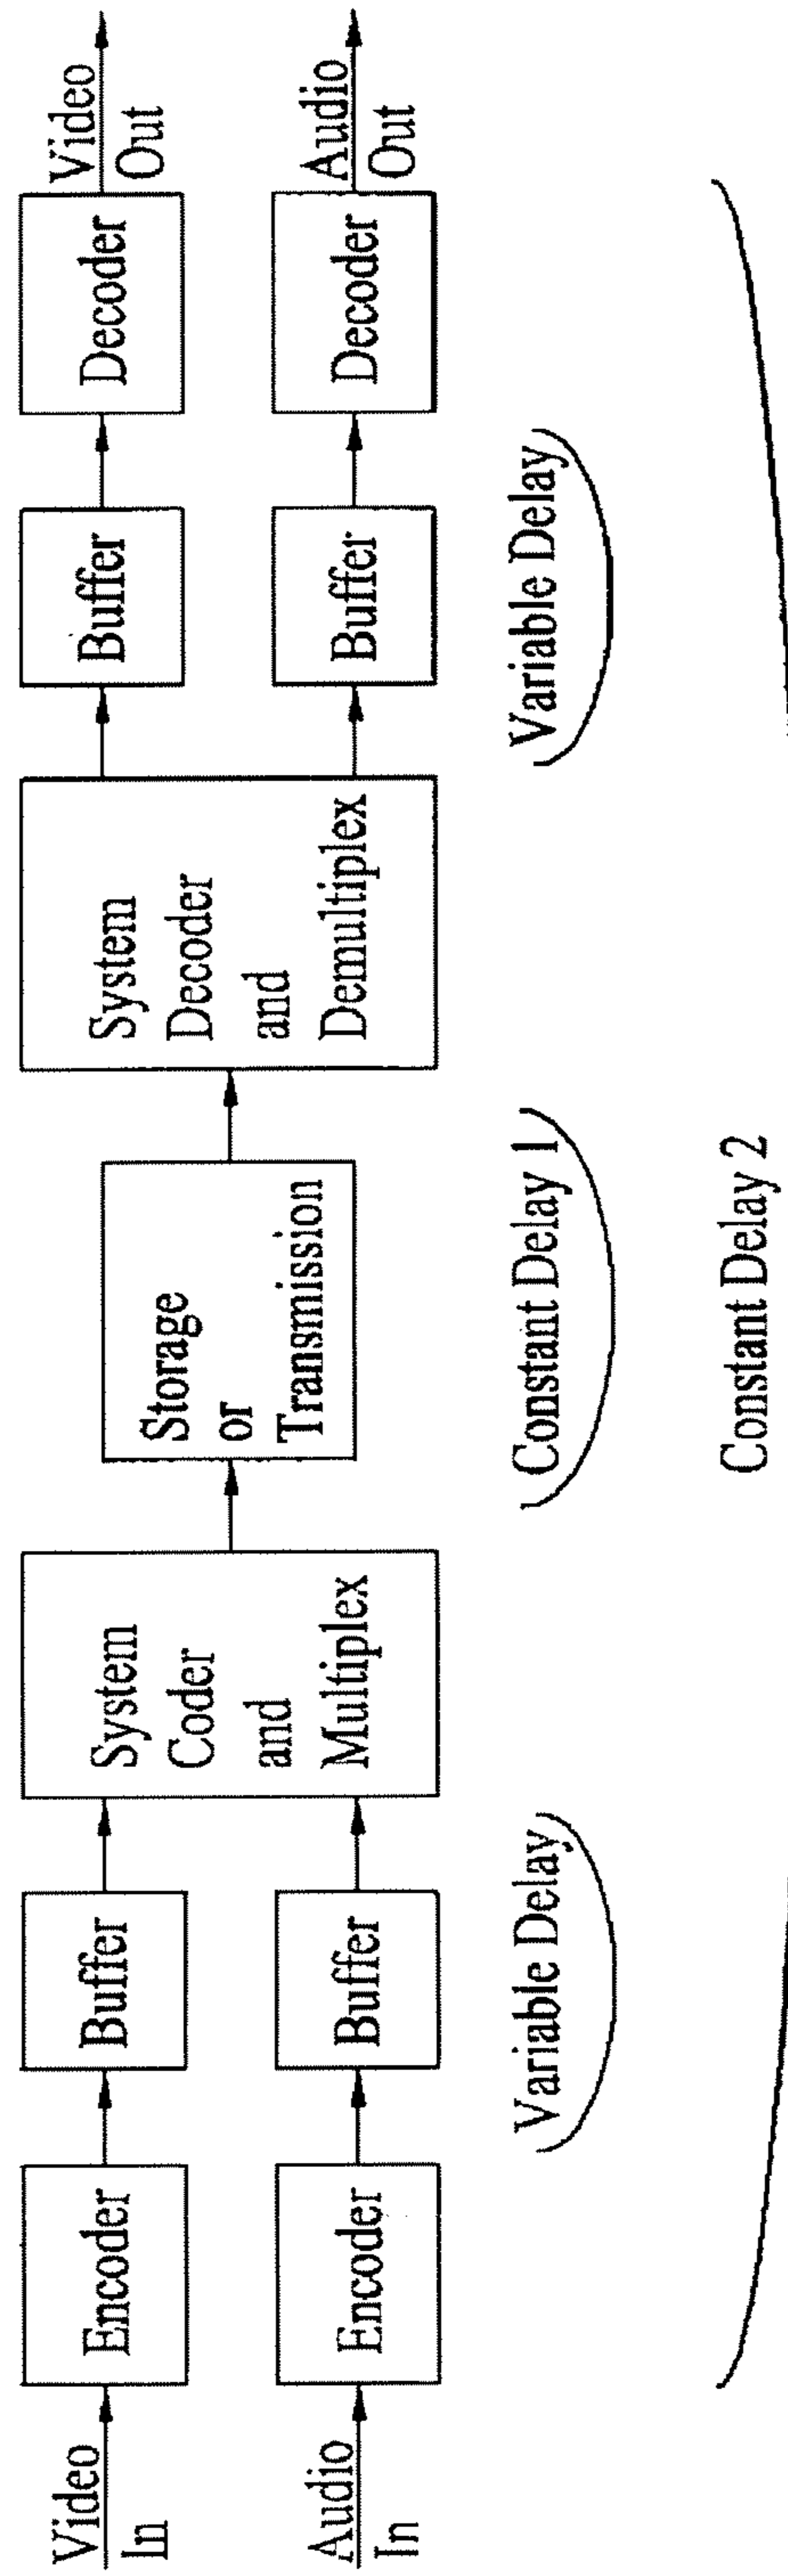 Video
In
Encoder
Buffer
System
Coder
and
Multiplex
Storage
or
Transmission
System
Decoder
and
Demultiplex
Buffer
Decoder
Video
Out
Audio
In
Encoder
Buffer
Buffer
Decoder
Audio
Out
Variable Delay
Constant Delay 1
Variable Delay
Constant Delay 2